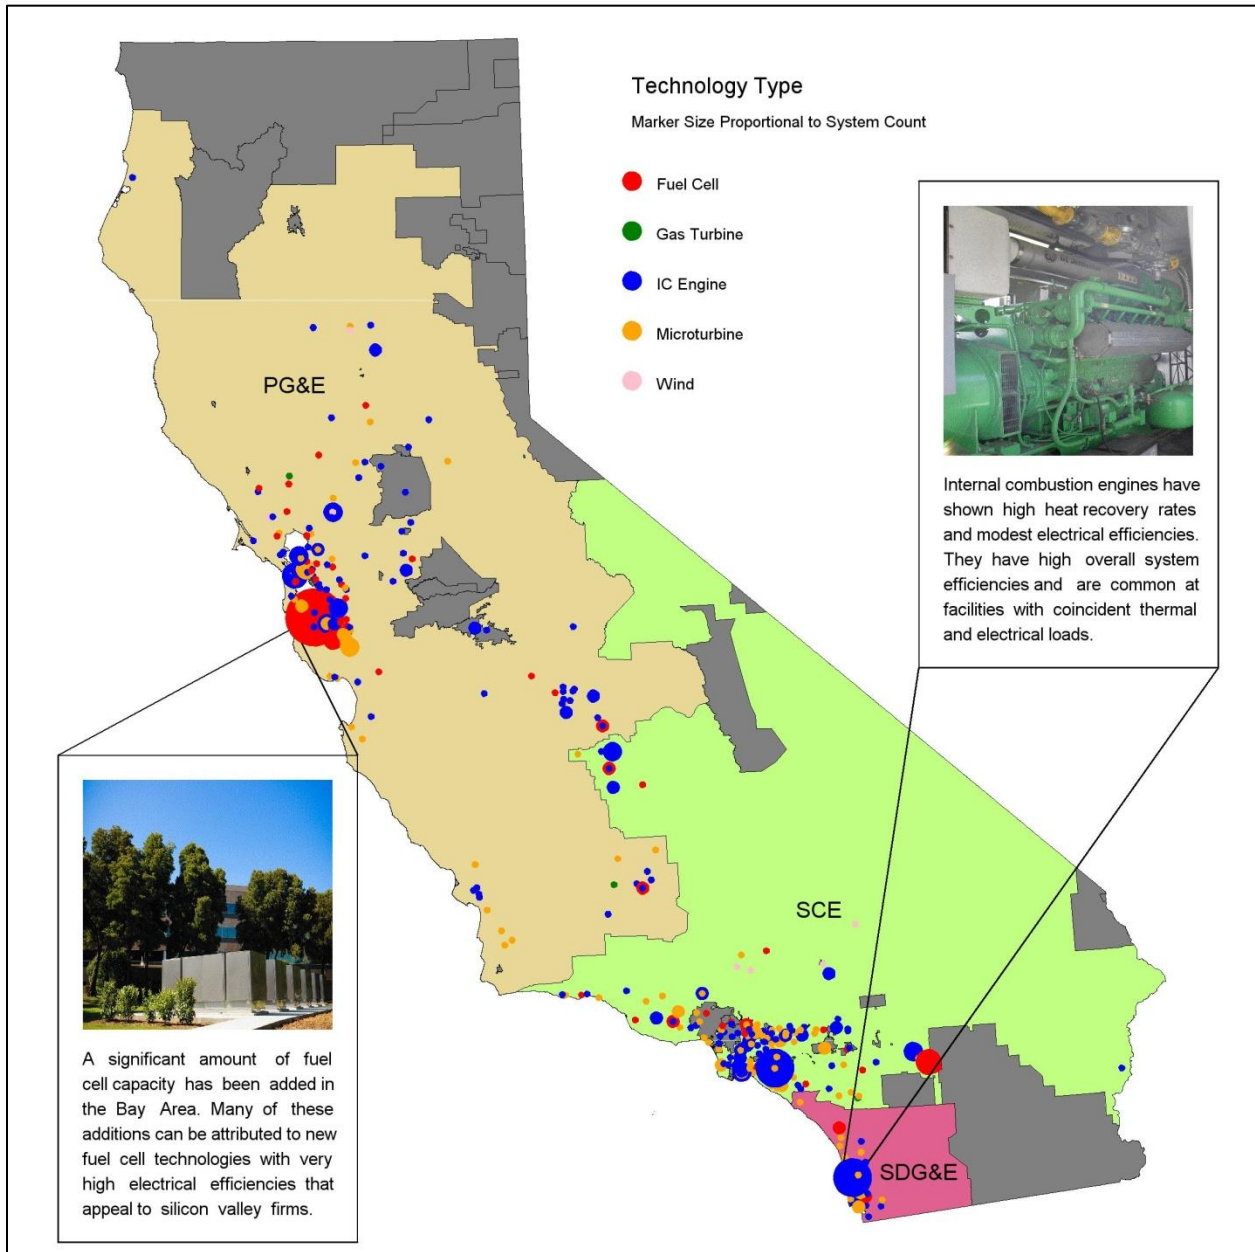 Technology Type
Marker Size Proportional to System Count
Fuel Cell
Gas Turbine
IC Engine
Microturbine
Wind
PG&E
SCE
SDG&E
Internal combustion engines have
shown high heat recovery rates
and modest electrical efficiencies.
They have high overall system
efficiencies and are common at
facilities with coincident thermal
and electrical loads.
A significant amount of fuel
cell capacity has been added in
the Bay Area. Many of these
additions can be attributed to new
fuel cell technologies with very
high electrical efficiencies that
appeal to silicon valley firms.